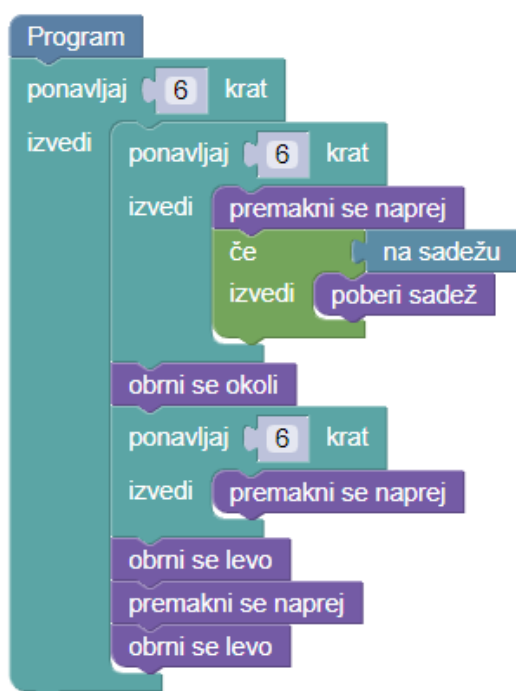 Program
ponavljaj 6 krat
izvedi
ponavljaj 6 krat
izvedi
premakni se naprej
če na sadežu
izvedi poberi sadež
obrni se okoli
ponavljaj 6 krat
izvedi premakni se naprej
obrni se levo
premakni se naprej
obrni se levo